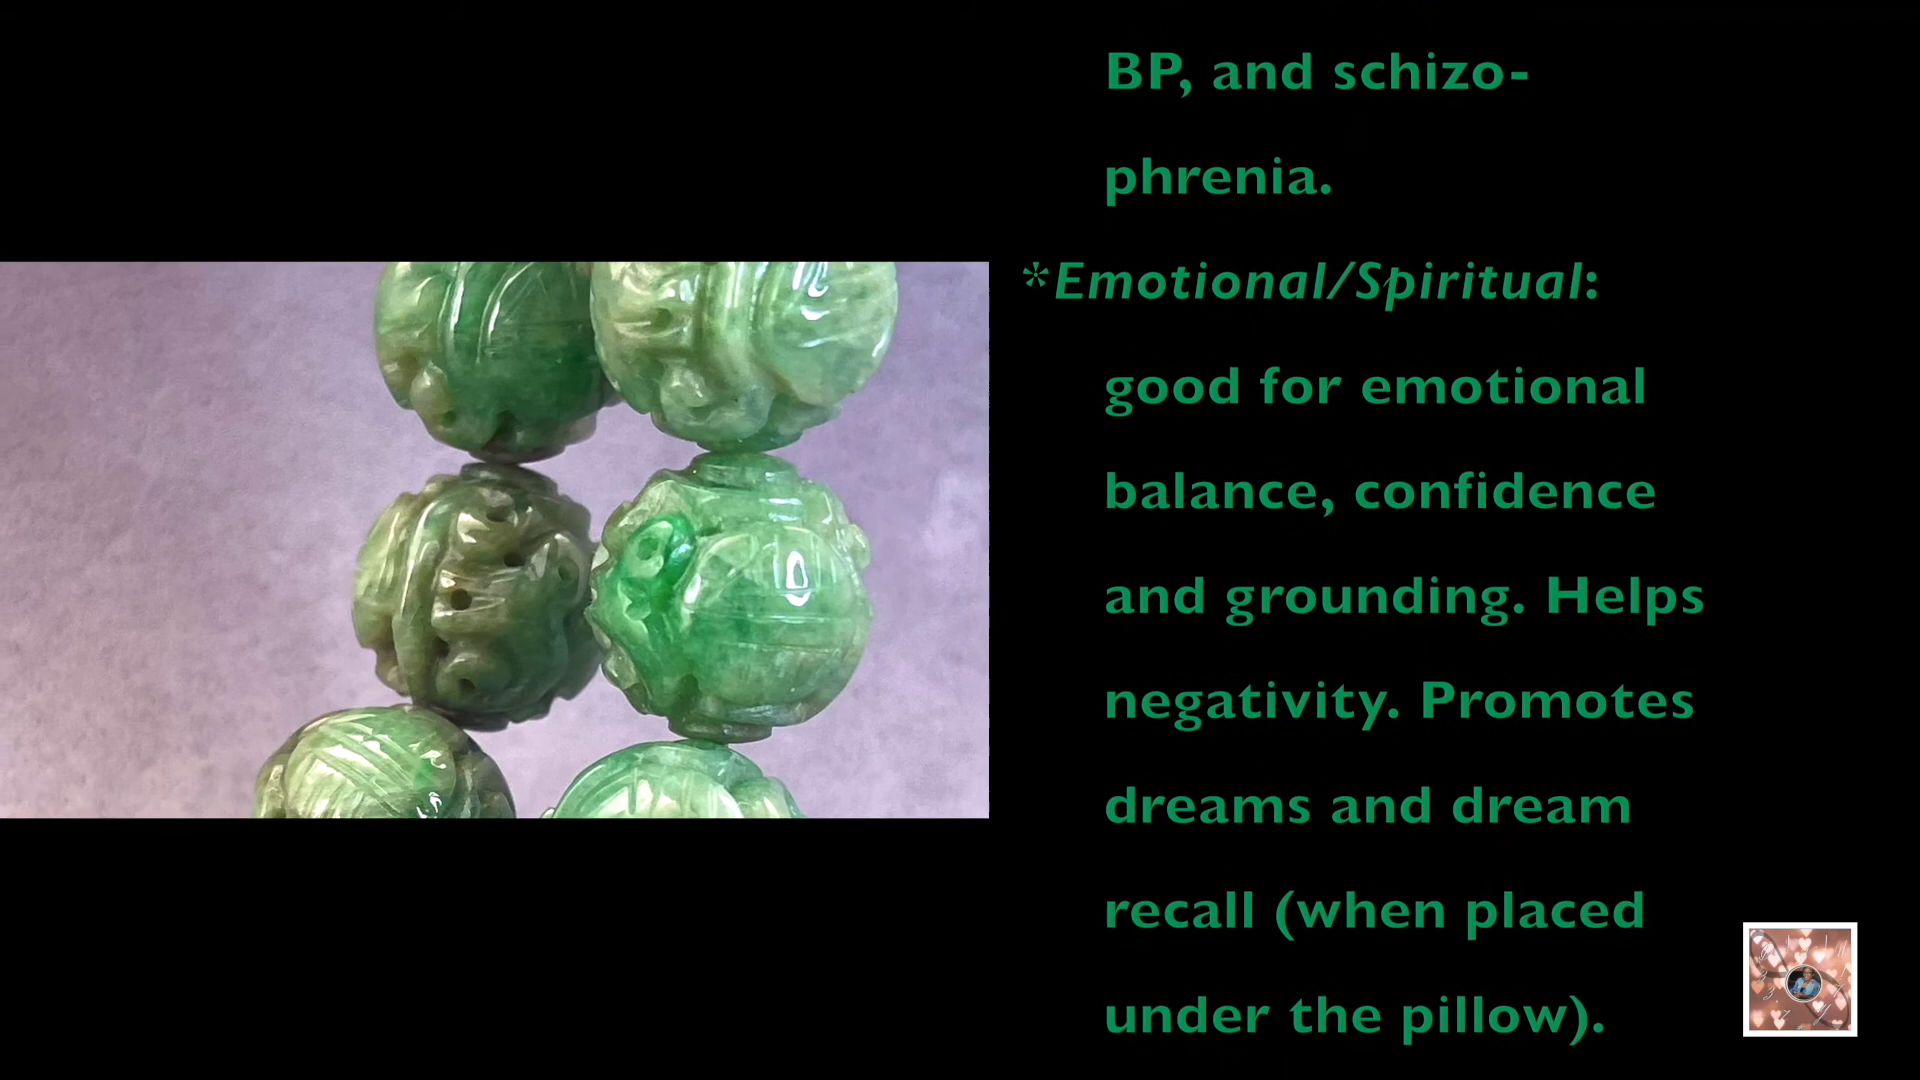 BP, and schizo-
phrenia.
*Emotional/Spiritual:
good for emotional
balance, confidence
and grounding. Helps
negativity. Promotes
dreams and dream
recall (when placed
under the pillow).